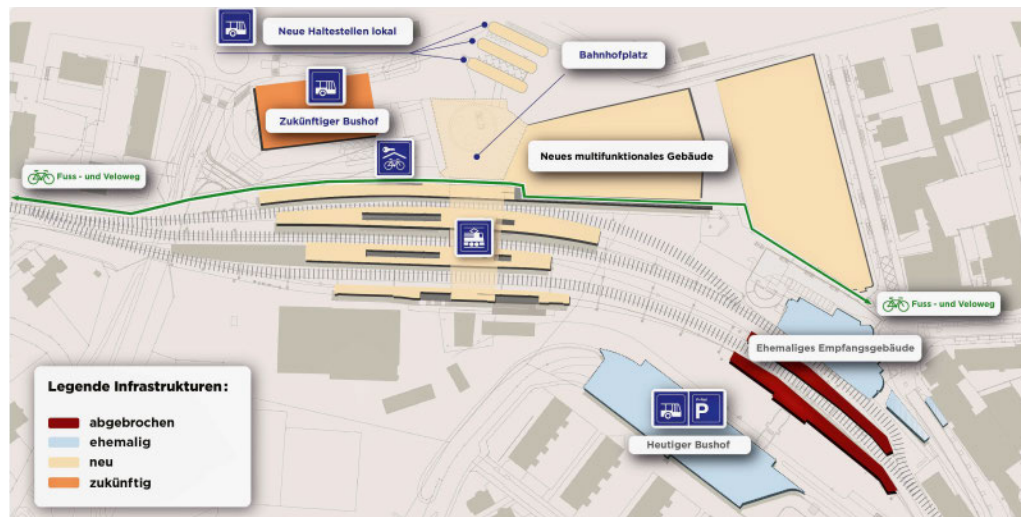 Neue Haltestellen lokal
Bahnhofplatz
Zukünftiger Bushof
Neues multifunktionales Gebäude
Fuss - und Veloweg
Fuss - und Veloweg
Ehemaliges Empfangsgebäude
P
Heutiger Bushof
Legende Infrastrukturen:
abgebrochen
ehemalig
neu
zukünftig